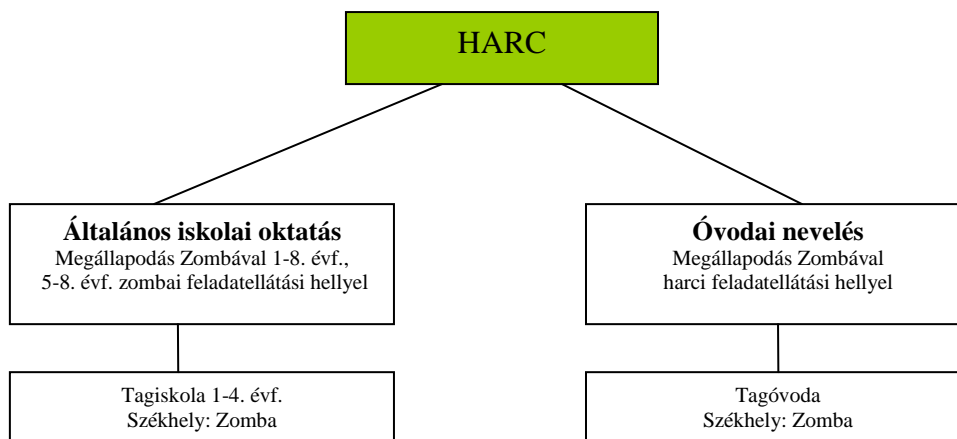 HARC
Általános iskolai oktatás
Megállapodás Zombával 1-8. évf.,
5-8. évf. zombai feladatellátási hellyel
Óvodai nevelés
Megállapodás Zombával
harci feladatellátási hellyel
Tagiskola 1-4. évf.
Székhely: Zomba
Tagóvoda
Székhely: Zomba